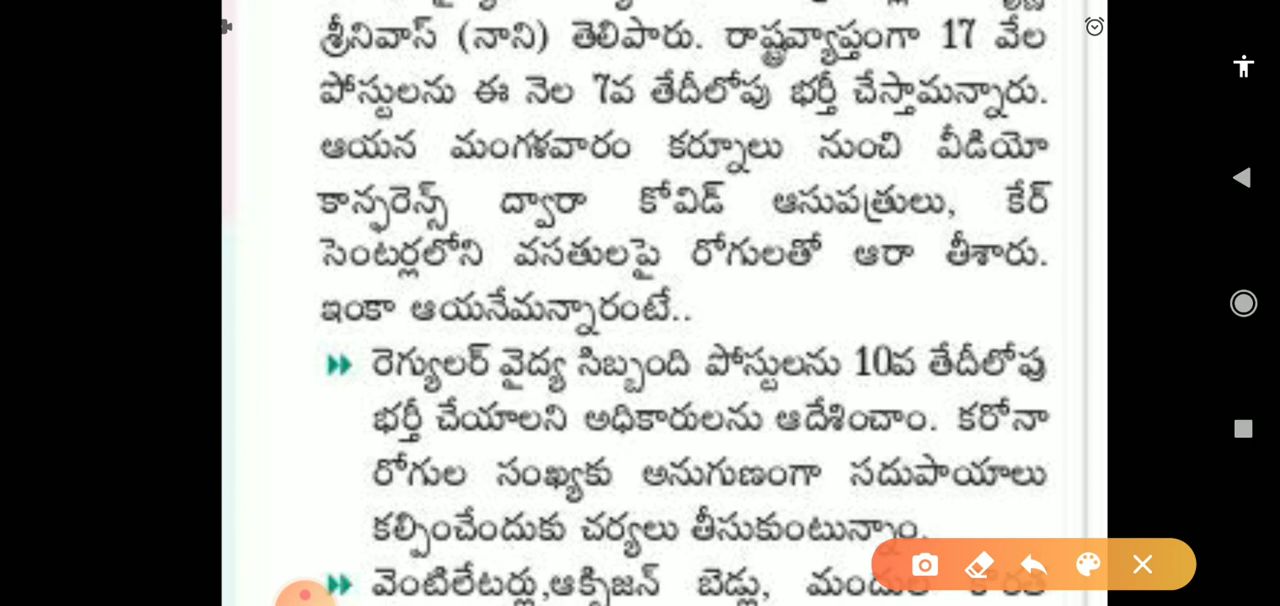 శ్రీనివాస్ (నాని) తెలిపారు. రాష్ట్రవ్యాప్తంగా 17 వేల
పోస్టులను ఈ నెల 7వ తేదీలోపు భర్తీ చేస్తామన్నారు.
ఆయన మంగళవారం కర్నూలు నుంచి వీడియో
కాన్ఫరెన్స్ ద్వారా కోవిడ్ ఆసుపత్రులు, కేర్
సెంటర్లలోని వసతులపై రోగులతో ఆరా తీశారు.
ఇంకా ఆయనేమన్నారంటే..
రెగ్యులర్ వైద్య సిబ్బంది పోస్టులను 10వ తేదీలోపు
భర్తీ చేయాలని అధికారులను ఆదేశించాం. కరోనా
రోగుల సంఖ్యకు అనుగుణంగా సదుపాయాలు
కల్పించేందుకు చర్యలు తీసుకుంటున్నాం.
వెంటిలేటర్లు,ఆక్సిజన్ బెడ్లు, మందుల కొరత